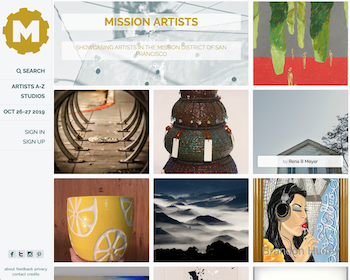 M
SEARCH
ARTISTS A-Z
STUDIOS
OCT 26-27 2019
SIGN IN
SIGN UP
about feedback privacy
contact credits
MISSION ARTISTS
SHOWCASING ARTISTS IN THE MISSION DISTRICT OF SAN
FRANCISCO
by Rena B Meyer